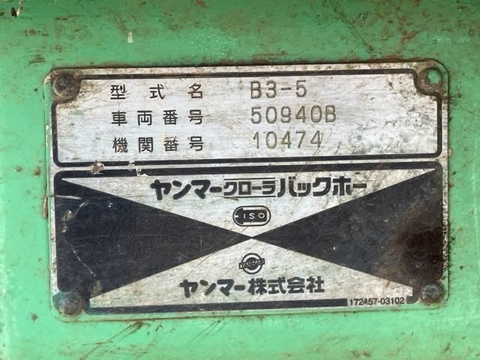 型式名 B3-5
車両番号 50940B
機関番号 10474
ヤンマークローラバックホー
ISO
ヤンマー株式会社
172457-03102